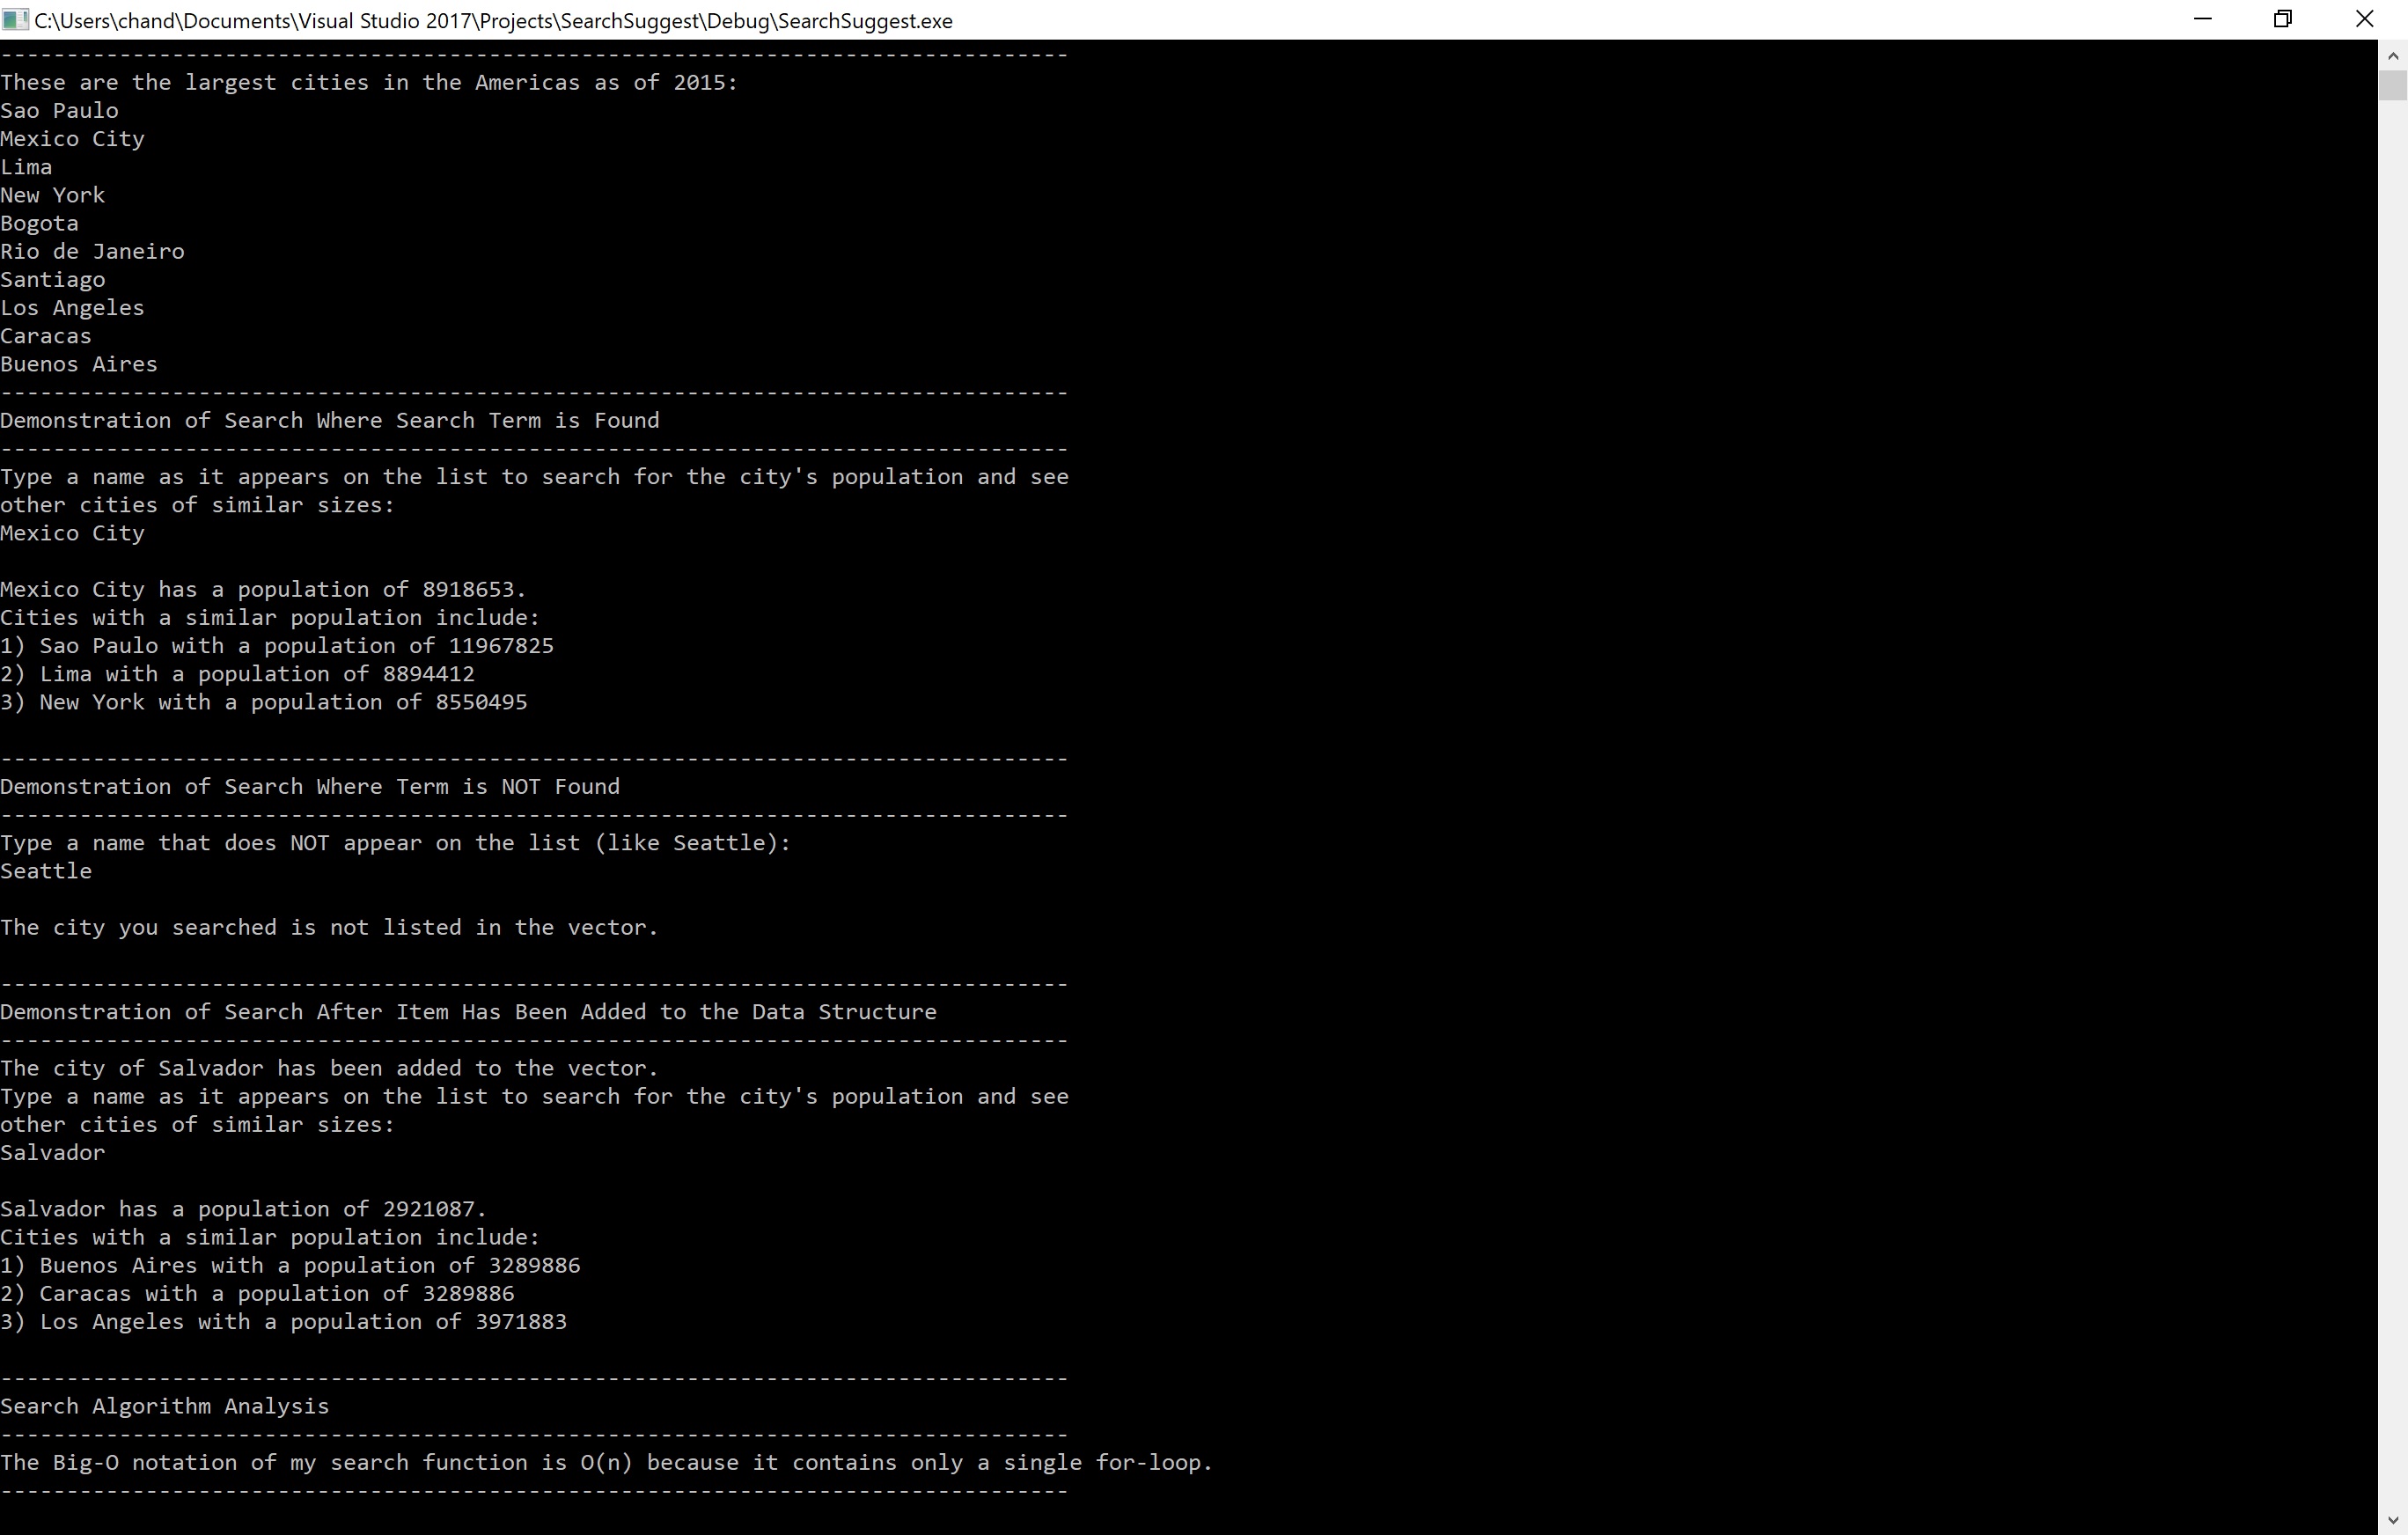 C:\Users\chand\Documents\Visual Studio 2017\Projects\SearchSuggest\Debug\SearchSuggest.exe
---------------------------------------------------------------------------------
These are the largest cities in the Americas as of 2015:
Sao Paulo
Mexico City
Lima
New York
Bogota
Rio de Janeiro
Santiago
Los Angeles
Caracas
Buenos Aires
---------------------------------------------------------------------------------
Demonstration of Search Where Search Term is Found
---------------------------------------------------------------------------------
Type a name as it appears on the list to search for the city's population and see
other cities of similar sizes:
Mexico City

Mexico City has a population of 8918653.
Cities with a similar population include:
1) Sao Paulo with a population of 11967825
2) Lima with a population of 8894412
3) New York with a population of 8550495

---------------------------------------------------------------------------------
Demonstration of Search Where Term is NOT Found
---------------------------------------------------------------------------------
Type a name that does NOT appear on the list (like Seattle):
Seattle

The city you searched is not listed in the vector.

---------------------------------------------------------------------------------
Demonstration of Search After Item Has Been Added to the Data Structure
---------------------------------------------------------------------------------
The city of Salvador has been added to the vector.
Type a name as it appears on the list to search for the city's population and see
other cities of similar sizes:
Salvador

Salvador has a population of 2921087.
Cities with a similar population include:
1) Buenos Aires with a population of 3289886
2) Caracas with a population of 3289886
3) Los Angeles with a population of 3971883

---------------------------------------------------------------------------------
Search Algorithm Analysis
---------------------------------------------------------------------------------
The Big-O notation of my search function is O(n) because it contains only a single for-loop.
---------------------------------------------------------------------------------